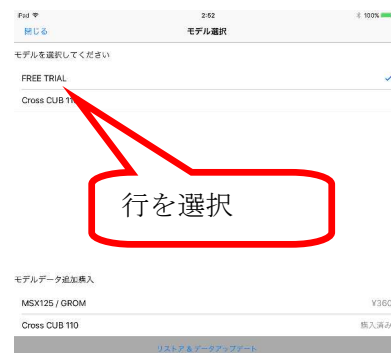 iPad 2:52 100%
閉じる モデル選択
モデルを選択してください
FREE TRIAL
Cross CUB 11
行を選択
モデルデータ追加購入
MSX125 / GROM ¥360
Cross CUB 110 購入済み
リストア＆データアップデート